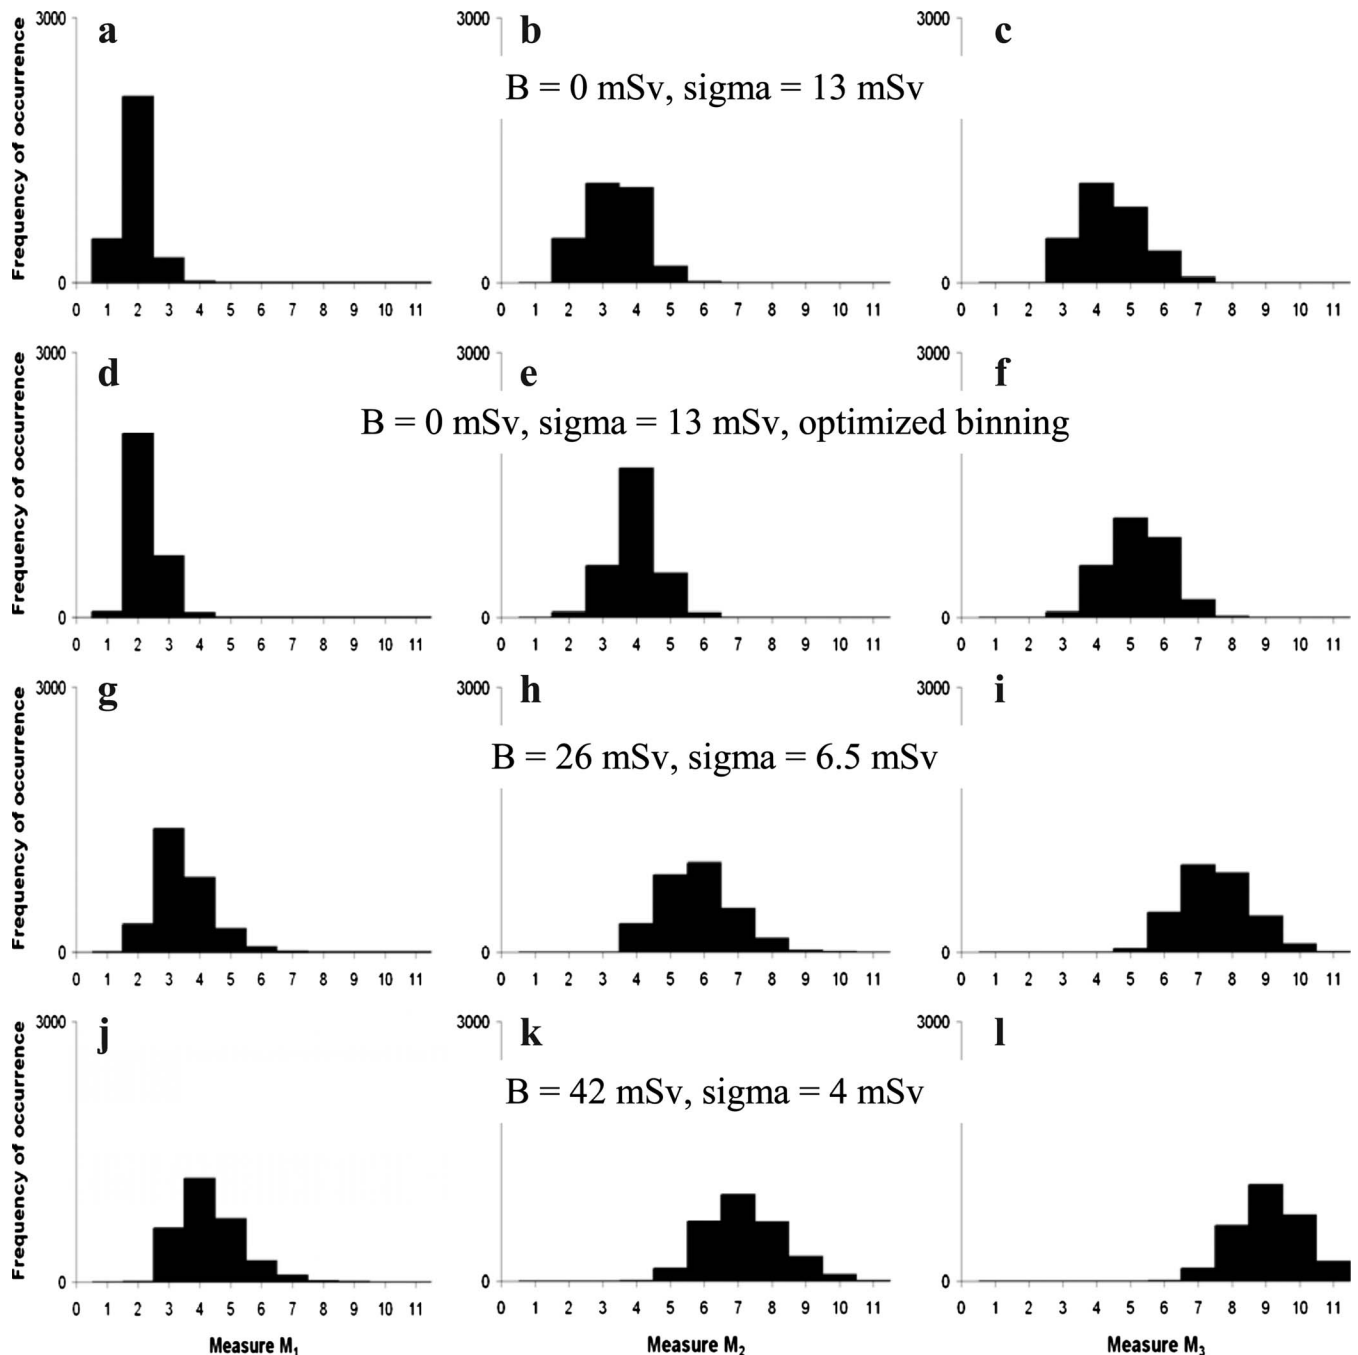 a b c
3000 3000 3000
B = 0 mSv, sigma = 13 mSv
Frequency of occurrence
0 0 0
0 1 2 3 4 5 6 7 8 9 10 11 0 1 2 3 4 5 6 7 8 9 10 11 0 1 2 3 4 5 6 7 8 9 10 11
d e f
3000 3000 3000
B = 0 mSv, sigma = 13 mSv, optimized binning
Frequency of occurrence
0 0 0
0 1 2 3 4 5 6 7 8 9 10 11 0 1 2 3 4 5 6 7 8 9 10 11 0 1 2 3 4 5 6 7 8 9 10 11
g h i
3000 3000 3000
B = 26 mSv, sigma = 6.5 mSv
Frequency of occurrence
0 0 0
0 1 2 3 4 5 6 7 8 9 10 11 0 1 2 3 4 5 6 7 8 9 10 11 0 1 2 3 4 5 6 7 8 9 10 11
j k l
3000 3000 3000
B = 42 mSv, sigma = 4 mSv
Frequency of occurrence
0 0 0
0 1 2 3 4 5 6 7 8 9 10 11 0 1 2 3 4 5 6 7 8 9 10 11 0 1 2 3 4 5 6 7 8 9 10 11
Measure M₁ Measure M₂ Measure M₃